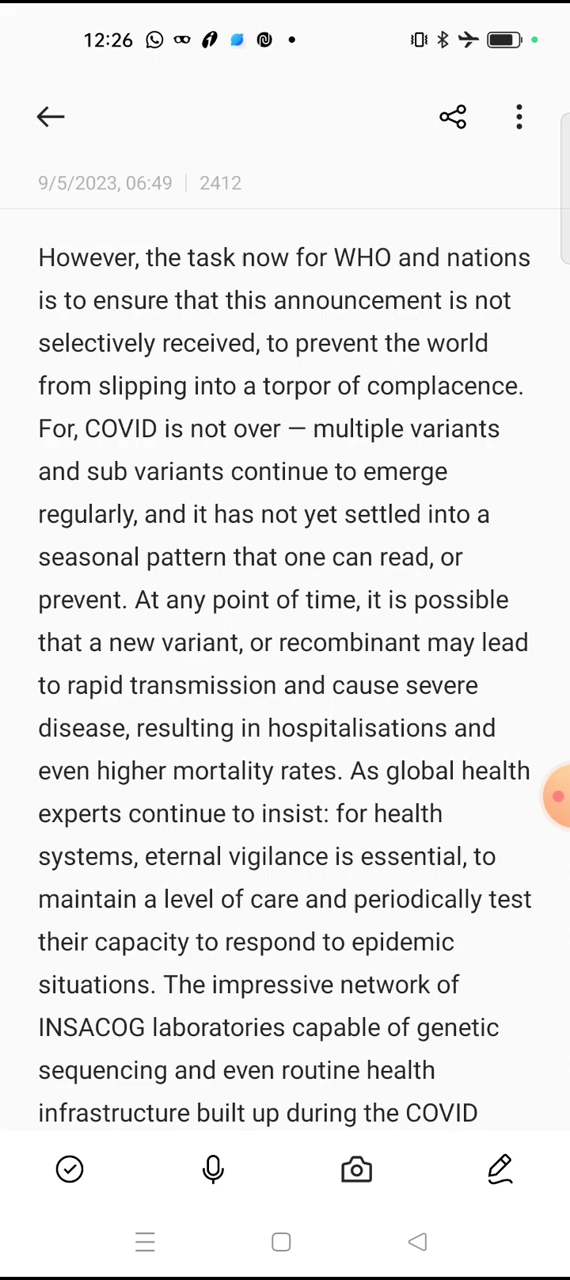 12:26
9/5/2023, 06:49 | 2412
However, the task now for WHO and nations
is to ensure that this announcement is not
selectively received, to prevent the world
from slipping into a torpor of complacence.
For, COVID is not over — multiple variants
and sub variants continue to emerge
regularly, and it has not yet settled into a
seasonal pattern that one can read, or
prevent. At any point of time, it is possible
that a new variant, or recombinant may lead
to rapid transmission and cause severe
disease, resulting in hospitalisations and
even higher mortality rates. As global health
experts continue to insist: for health
systems, eternal vigilance is essential, to
maintain a level of care and periodically test
their capacity to respond to epidemic
situations. The impressive network of
INSACOG laboratories capable of genetic
sequencing and even routine health
infrastructure built up during the COVID